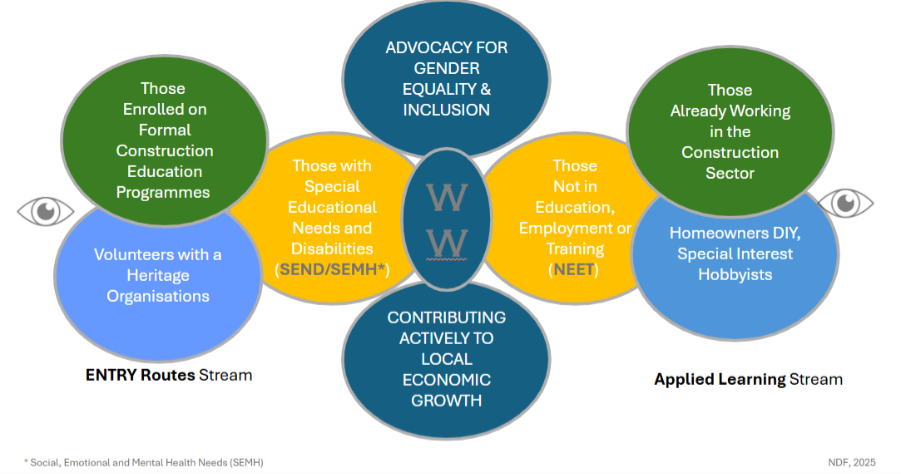 ADVOCACY FOR
GENDER
EQUALITY &
INCLUSION
Those
Enrolled on
Formal
Construction
Education
Programmes
Volunteers with a
Heritage
Organisations
Those with
Special
Educational
Needs and
Disabilities
(SEND/SEMH*)
W
W
Those
Not in
Education,
Employment or
Training
(NEET)
Those
Already Working
in the
Construction
Sector
Homeowners DIY,
Special Interest
Hobbyists
CONTRIBUTING
ACTIVELY TO
LOCAL
ECONOMIC
GROWTH
ENTRY Routes Stream
Applied Learning Stream
* Social, Emotional and Mental Health Needs (SEMH)
NDF, 2025